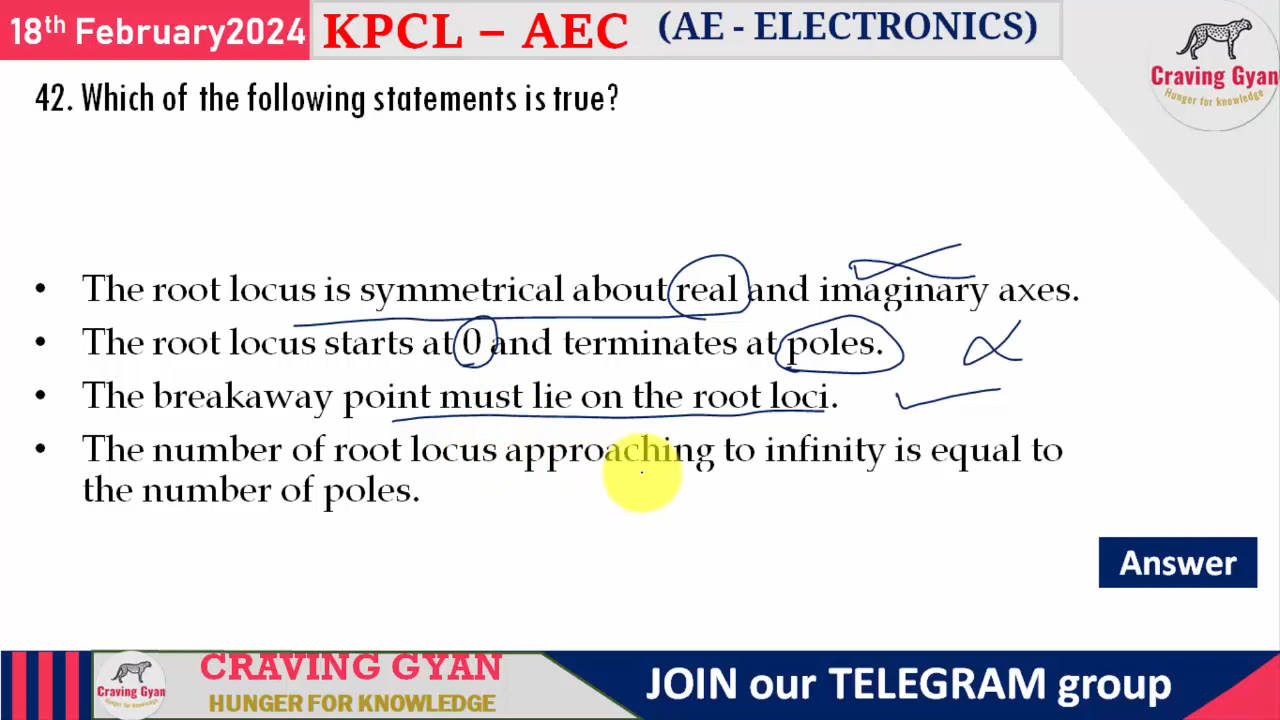 18th February2024
KPCL – AEC
(AE - ELECTRONICS)
Craving Gyan
Hunger for knowledge
42. Which of the following statements is true?
• The root locus is symmetrical about real and imaginary axes.
• The root locus starts at 0 and terminates at poles.
• The breakaway point must lie on the root loci.
• The number of root locus approaching to infinity is equal to
the number of poles.
Answer
Craving Gyan
Hunger for knowledge
CRAVING GYAN
HUNGER FOR KNOWLEDGE
JOIN our TELEGRAM group